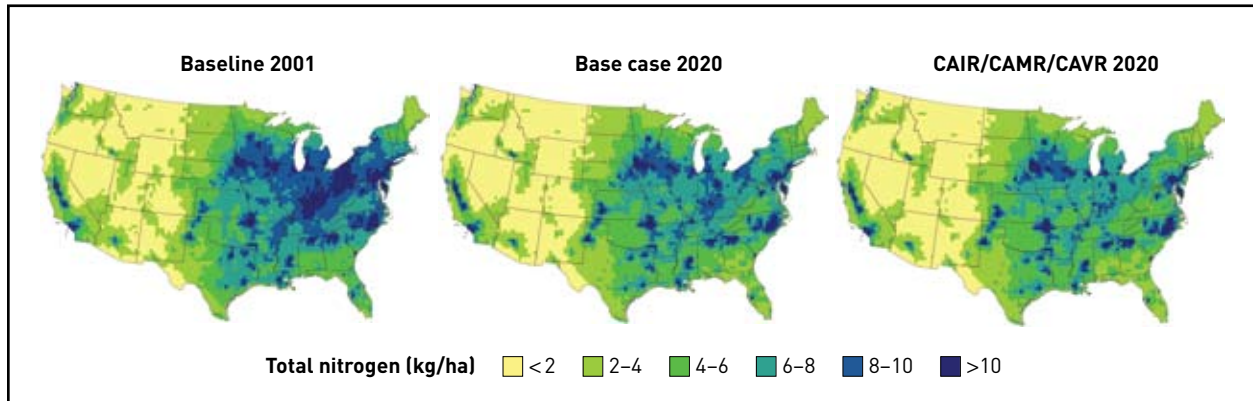 Baseline 2001
Base case 2020
CAIR/CAMR/CAVR 2020
Total nitrogen (kg/ha) < 2 2–4 4–6 6–8 8–10 >10